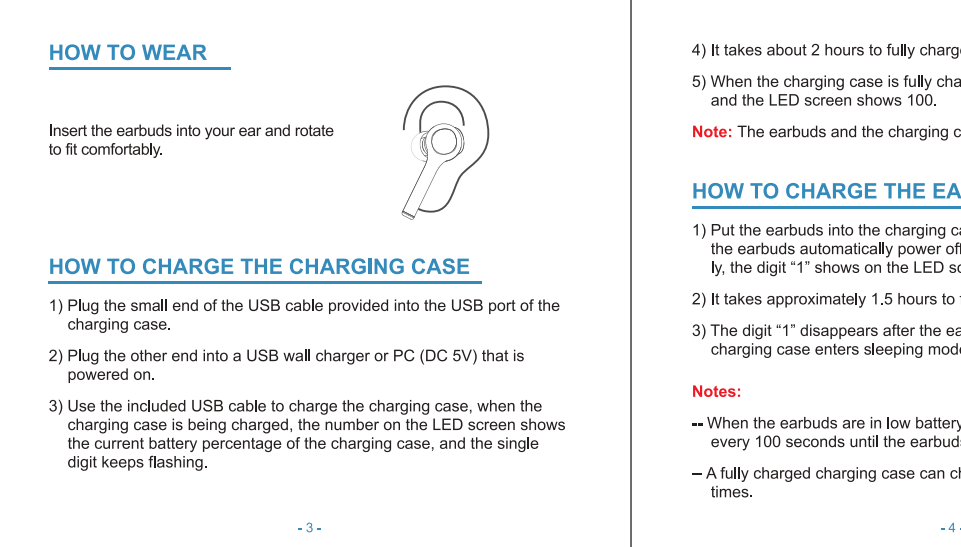 HOW TO WEAR
Insert the earbuds into your ear and rotate
to fit comfortably.
HOW TO CHARGE THE CHARGING CASE
1) Plug the small end of the USB cable provided into the USB port of the
charging case.
2) Plug the other end into a USB wall charger or PC (DC 5V) that is
powered on.
3) Use the included USB cable to charge the charging case, when the
charging case is being charged, the number on the LED screen shows
the current battery percentage of the charging case, and the single
digit keeps flashing.
- 3 -
4) It takes about 2 hours to fully
5) When the charging case is fully
and the LED screen shows 100.
Note: The earbuds and the charging
HOW TO CHARGE THE
1) Put the earbuds into the charging
the earbuds automatically power
ly, the digit “1” shows on the LED
2) It takes approximately 1.5 hours to
3) The digit “1” disappears after the
charging case enters sleeping
Notes:
-- When the earbuds are in low battery
every 100 seconds until the
– A fully charged charging case can
times.
- 4 -